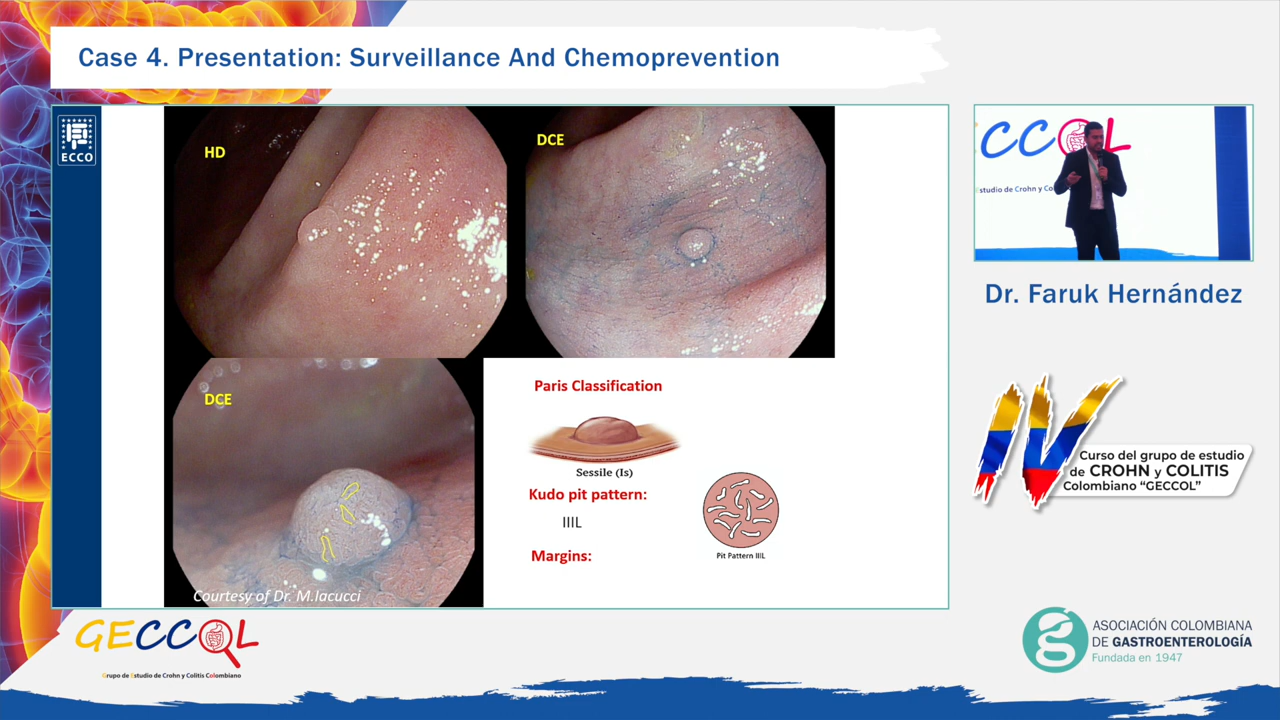 Case 4. Presentation: Surveillance And Chemoprevention
ECCO
HD
DCE
DCE
Courtesy of Dr. M.Iacucci
Paris Classification
Sessile (Is)
Kudo pit pattern:
IIIL
Pit Pattern IIIL
Margins:
CCOL
Estudio de Crohn y Co
Dr. Faruk Hernández
IV
Curso del grupo de estudio
de CROHN y COLITIS
Colombiano "GECCOL"
GECCOL
Grupo de Estudio de Crohn y Colitis Colombiano
ASOCIACIÓN COLOMBIANA
DE GASTROENTEROLOGÍA
Fundada en 1947